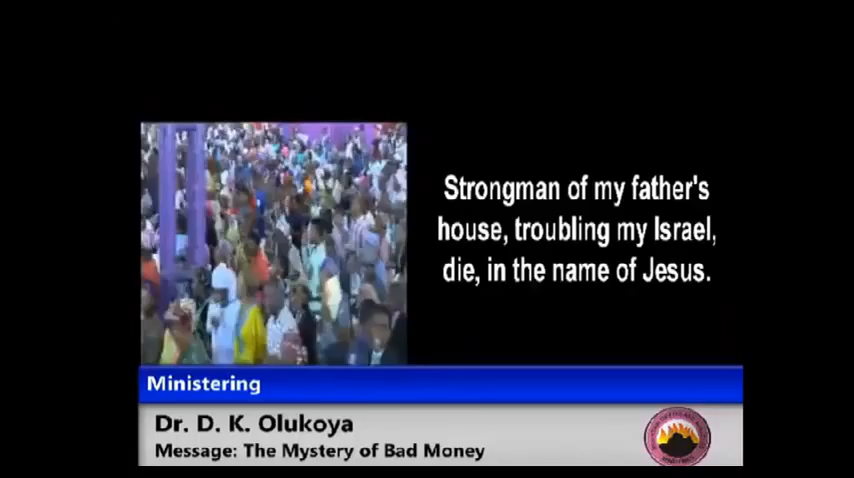 Strongman of my father's
house, troubling my Israel,
die, in the name of Jesus.
Ministering
Dr. D. K. Olukoya
Message: The Mystery of Bad Money